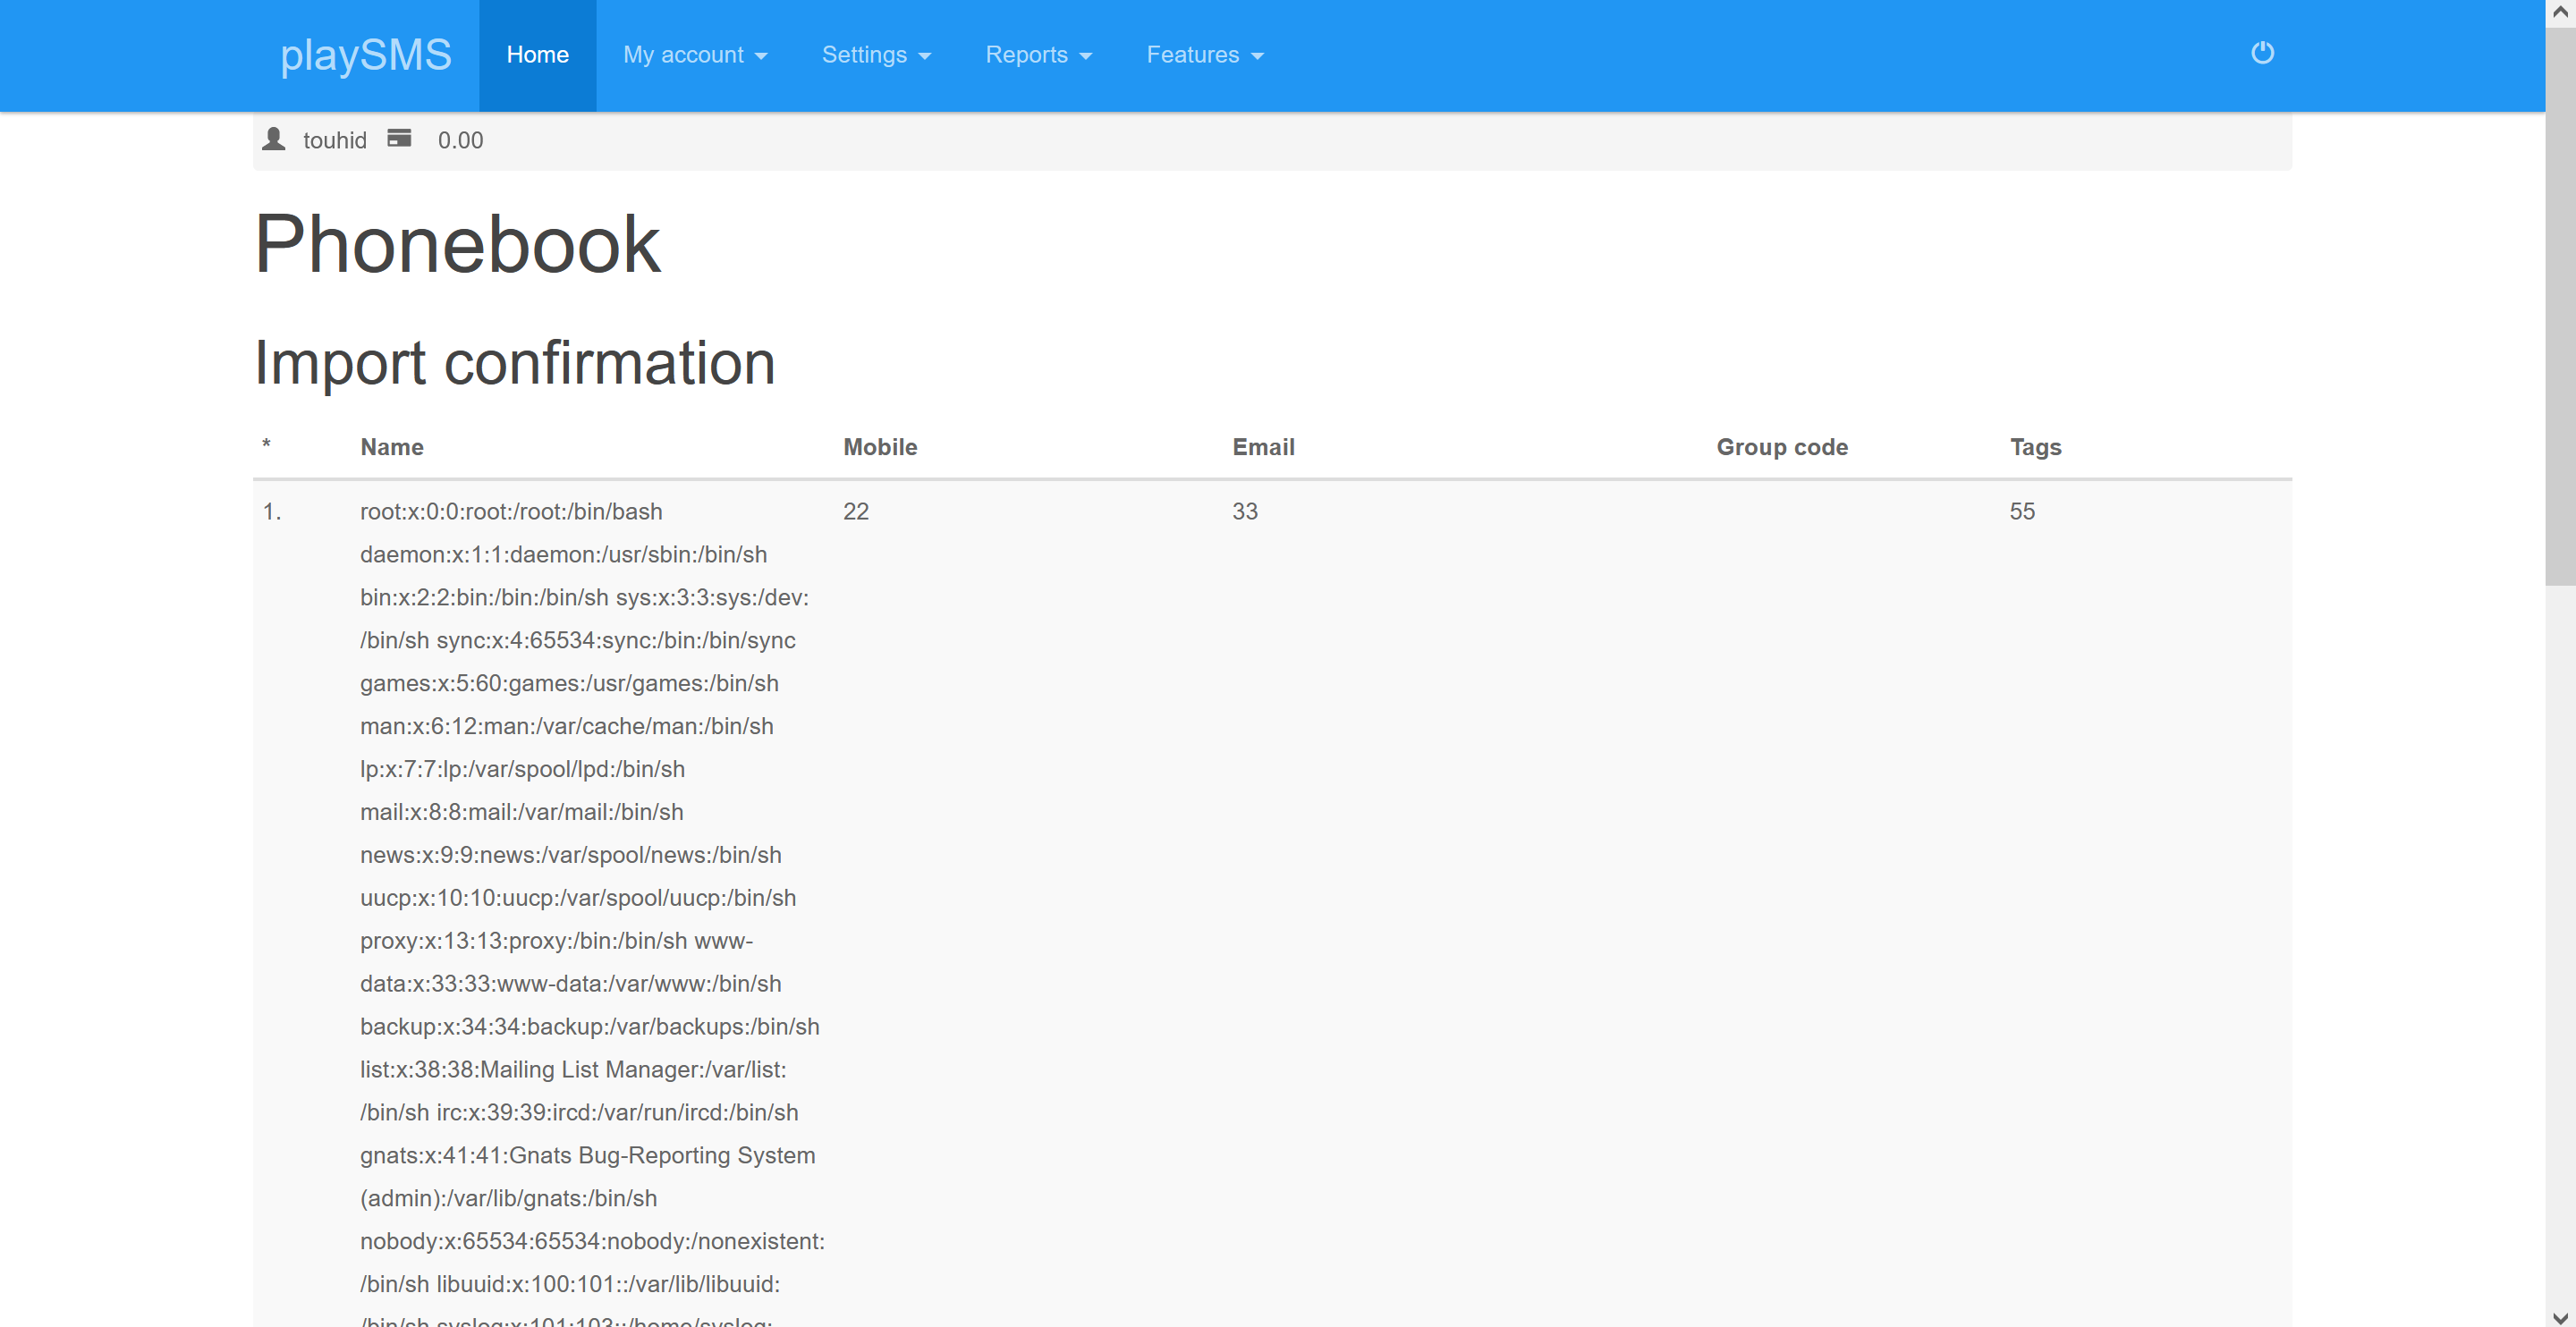 playSMS Home My account Settings Reports Features
touhid 0.00
Phonebook
Import confirmation
* Name Mobile Email Group code Tags
1. root:x:0:0:root:/root:/bin/bash 22 33 55
daemon:x:1:1:daemon:/usr/sbin:/bin/sh
bin:x:2:2:bin:/bin:/bin/sh sys:x:3:3:sys:/dev:
/bin/sh sync:x:4:65534:sync:/bin:/bin/sync
games:x:5:60:games:/usr/games:/bin/sh
man:x:6:12:man:/var/cache/man:/bin/sh
lp:x:7:7:lp:/var/spool/lpd:/bin/sh
mail:x:8:8:mail:/var/mail:/bin/sh
news:x:9:9:news:/var/spool/news:/bin/sh
uucp:x:10:10:uucp:/var/spool/uucp:/bin/sh
proxy:x:13:13:proxy:/bin:/bin/sh www-
data:x:33:33:www-data:/var/www:/bin/sh
backup:x:34:34:backup:/var/backups:/bin/sh
list:x:38:38:Mailing List Manager:/var/list:
/bin/sh irc:x:39:39:ircd:/var/run/ircd:/bin/sh
gnats:x:41:41:Gnats Bug-Reporting System
(admin):/var/lib/gnats:/bin/sh
nobody:x:65534:65534:nobody:/nonexistent:
/bin/sh libuuid:x:100:101::/var/lib/libuuid:
/bin/sh syslog:x:101:103::/home/syslog: